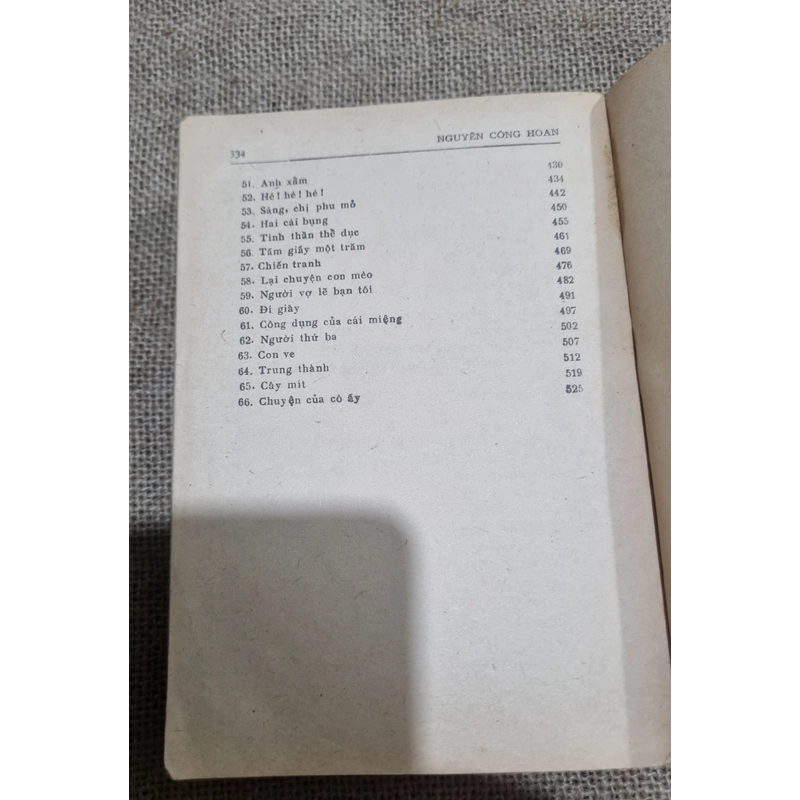 534 NGUYỄN CÔNG HOAN
51. Anh xẩm 430
52. Hé! hé! hé! 434
53. Sáng, chị phu mỏ 442
54. Hai cái bụng 450
55. Tinh thần thể dục 455
56. Tấm giấy một trăm 461
57. Chiến tranh 469
58. Lại chuyện con mèo 476
59. Người vợ lẽ bạn tôi 482
60. Đi giày 491
61. Công dụng của cái miệng 497
62. Người thứ ba 502
63. Con ve 507
64. Trung thành 512
65. Cây mít 519
66. Chuyện của cô ấy 525